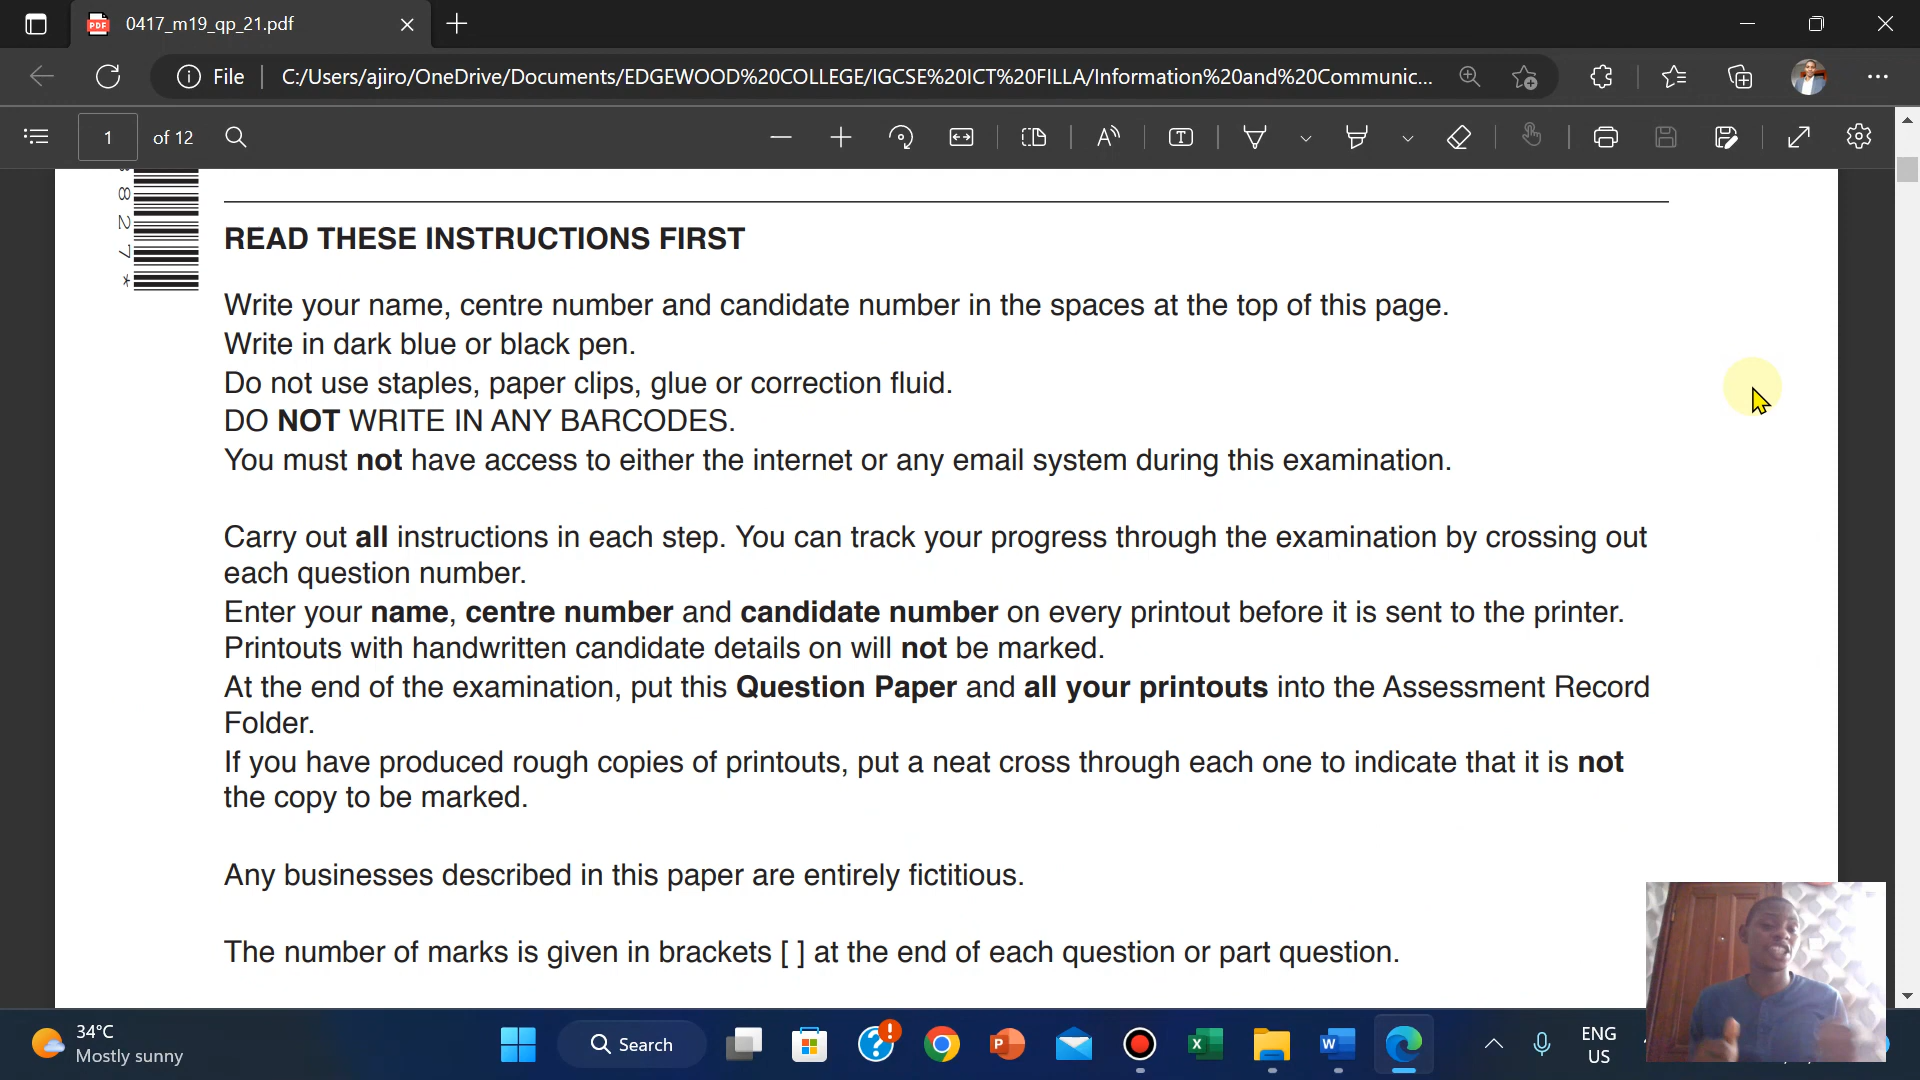 0417_m19_qp_21.pdf
File
C:/Users/ajiro/OneDrive/Documents/EDGEWOOD%20COLLEGE/IGCSE%20ICT%20FILLA/Information%20and%20Communic...
1 of 12
8827*
READ THESE INSTRUCTIONS FIRST
Write your name, centre number and candidate number in the spaces at the top of this page.
Write in dark blue or black pen.
Do not use staples, paper clips, glue or correction fluid.
DO NOT WRITE IN ANY BARCODES.
You must not have access to either the internet or any email system during this examination.
Carry out all instructions in each step. You can track your progress through the examination by crossing out
each question number.
Enter your name, centre number and candidate number on every printout before it is sent to the printer.
Printouts with handwritten candidate details on will not be marked.
At the end of the examination, put this Question Paper and all your printouts into the Assessment Record
Folder.
If you have produced rough copies of printouts, put a neat cross through each one to indicate that it is not
the copy to be marked.
Any businesses described in this paper are entirely fictitious.
The number of marks is given in brackets [ ] at the end of each question or part question.
34°C
Mostly sunny
Search
ENG
US